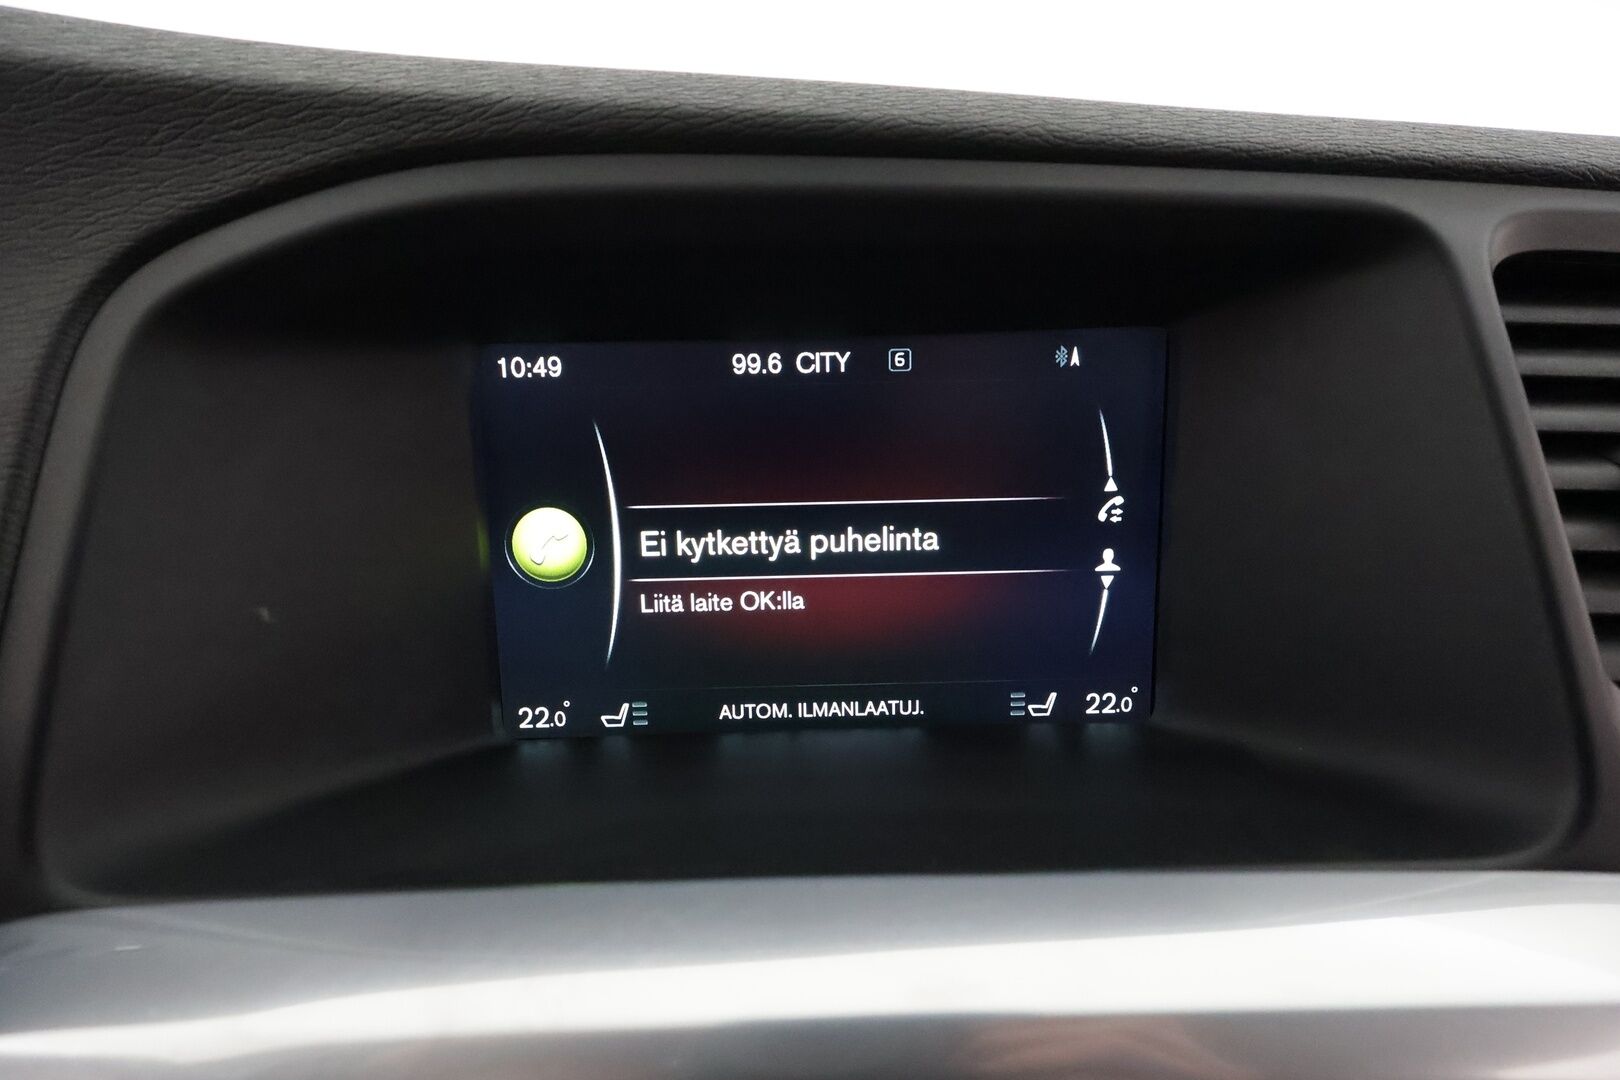 10:49 99.6 CITY 6
Ei kytkettyä puhelinta
Liitä laite OK:lla
22.0° AUTOM. ILMANLAATUJ. 22.0°